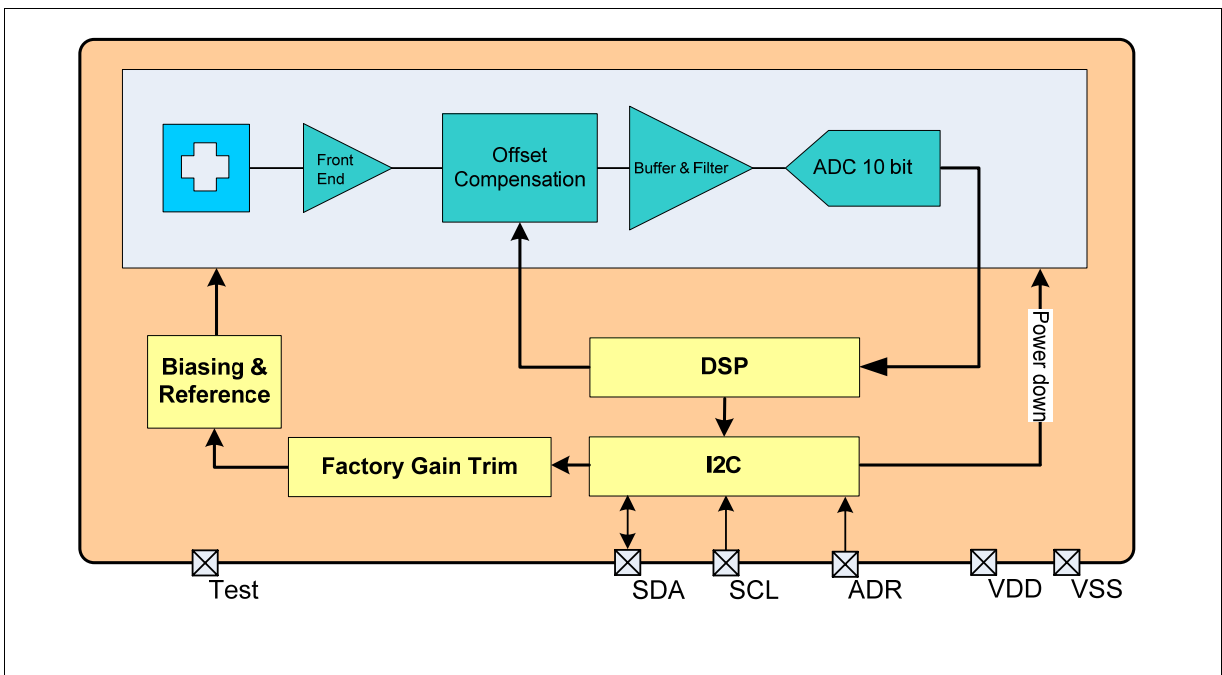 Front
End
Offset
Compensation
Buffer & Filter
ADC 10 bit
Power down
Biasing &
Reference
DSP
Factory Gain Trim
I2C
Test
SDA
SCL
ADR
VDD
VSS